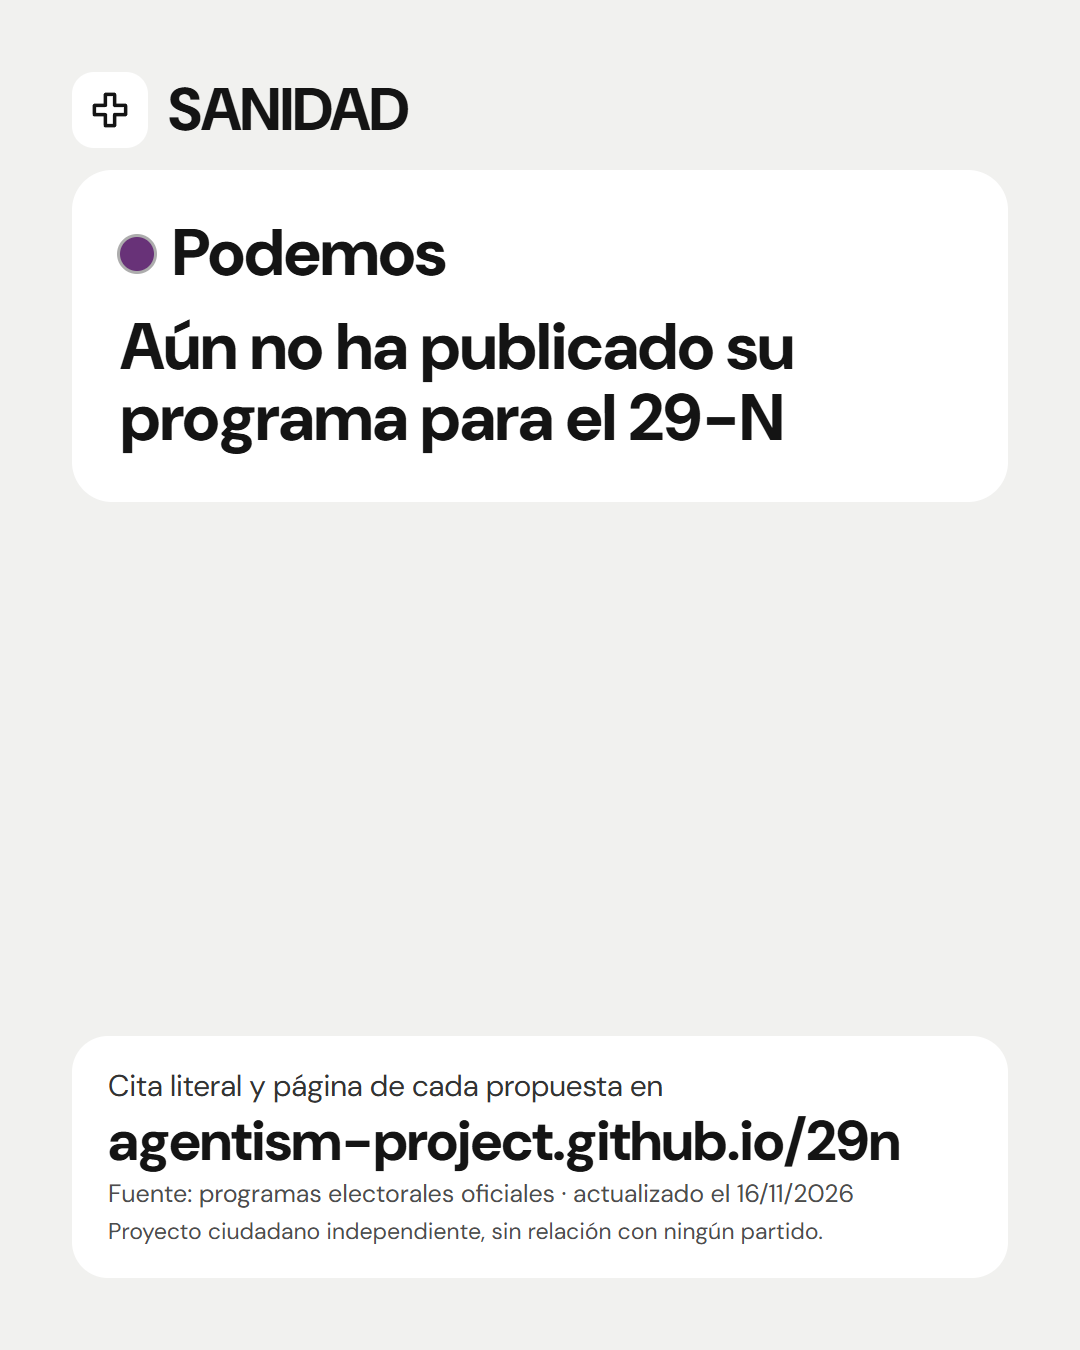 SANIDAD
Podemos
Aún no ha publicado su
programa para el 29-N
Cita literal y página de cada propuesta en
agentism-project.github.io/29n
Fuente: programas electorales oficiales · actualizado el 16/11/2026
Proyecto ciudadano independiente, sin relación con ningún partido.